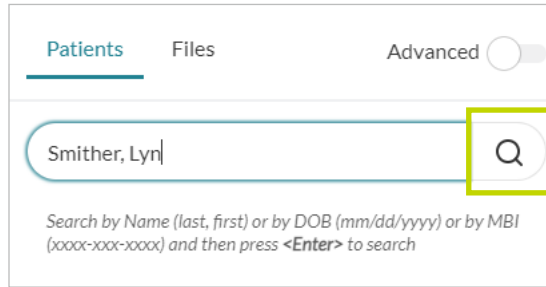 Patients Files Advanced
Smither, Lyn
Search by Name (last, first) or by DOB (mm/dd/yyyy) or by MBI
(xxxx-xxx-xxxx) and then press <Enter> to search